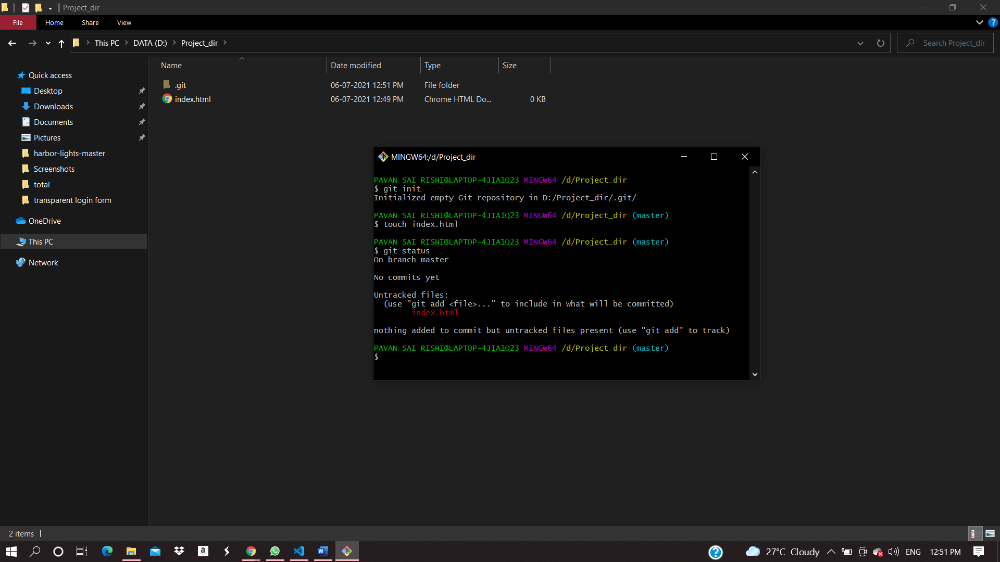 Project_dir
File Home Share View
This PC DATA (D:) Project_dir
Search Project_dir
Name Date modified Type Size
.git 06-07-2021 12:51 PM File folder
index.html 06-07-2021 12:49 PM Chrome HTML Do... 0 KB
Quick access
Desktop
Downloads
Documents
Pictures
harbor-lights-master
Screenshots
total
transparent login form
OneDrive
This PC
Network
MINGW64:/d/Project_dir
PAVAN SAI RISHI@LAPTOP-4JIA1Q23 MINGW64 /d/Project_dir
$ git init
Initialized empty Git repository in D:/Project_dir/.git/
PAVAN SAI RISHI@LAPTOP-4JIA1Q23 MINGW64 /d/Project_dir (master)
$ touch index.html
PAVAN SAI RISHI@LAPTOP-4JIA1Q23 MINGW64 /d/Project_dir (master)
$ git status
On branch master
No commits yet
Untracked files:
(use "git add <file>..." to include in what will be committed)
index.html
nothing added to commit but untracked files present (use "git add" to track)
PAVAN SAI RISHI@LAPTOP-4JIA1Q23 MINGW64 /d/Project_dir (master)
$
2 items
27°C Cloudy ENG 12:51 PM